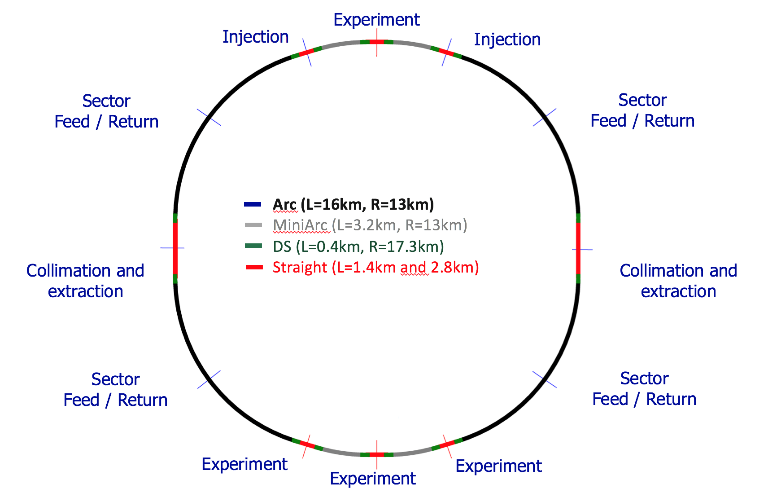 Experiment
Injection
Injection
Sector
Feed / Return
Sector
Feed / Return
Arc (L=16km, R=13km)
MiniArc (L=3.2km, R=13km)
DS (L=0.4km, R=17.3km)
Straight (L=1.4km and 2.8km)
Collimation and
extraction
Collimation and
extraction
Sector
Feed / Return
Sector
Feed / Return
Experiment
Experiment
Experiment